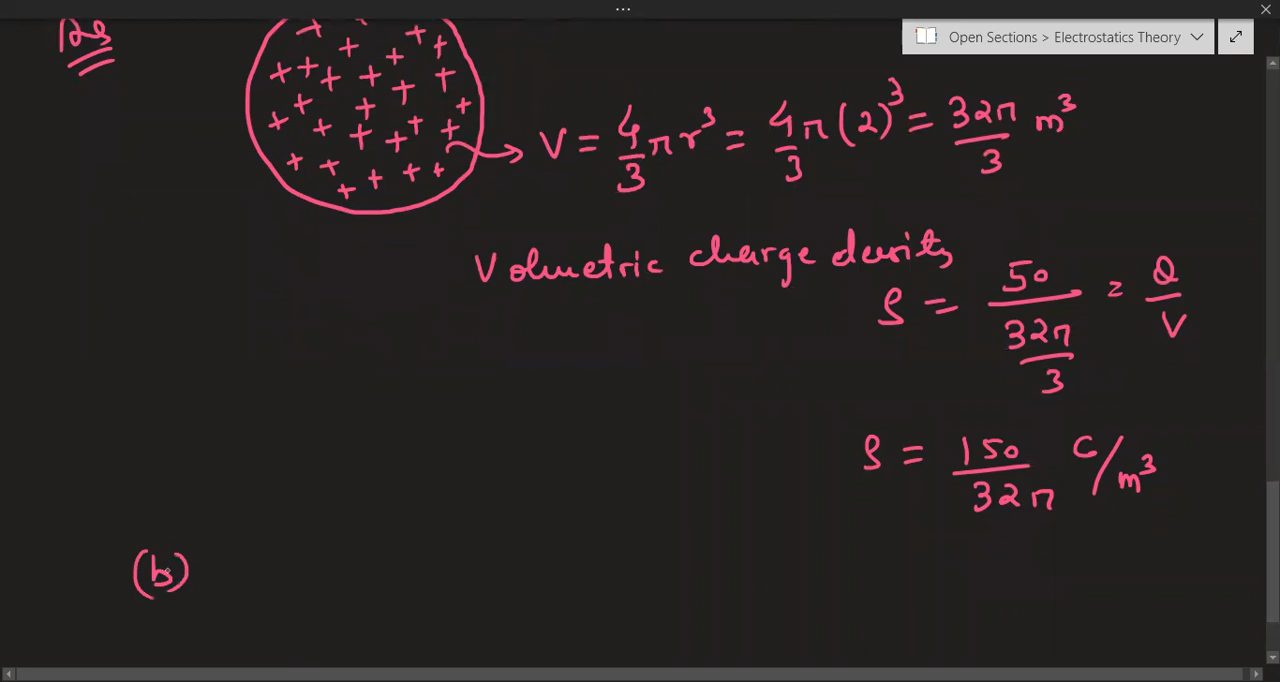 ...
Open Sections > Electrostatics Theory
Ans
V = 4/3 πr³ = 4/3 π(2)³ = 32π/3 m³
Volumetric charge density
ρ = 50/(32π/3) = Q/V
ρ = 150/32π C/m³
(b)